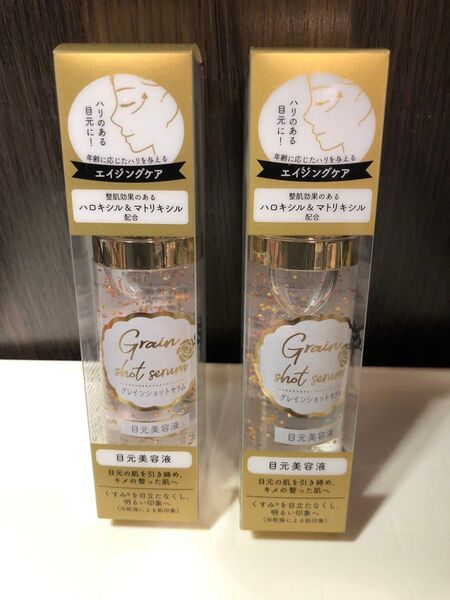 ハリのある
目元に！
年齢に応じたハリを与える
エイジングケア
整肌効果のある
ハロキシル＆マトリキシル
配合
Grain
shot serum
グレインショットセラム
目元美容液
目元美容液
目元の肌を引き締め、
キメの整った肌へ
くすみ※を目立たなくし、
明るい印象へ
(※乾燥による肌印象)
ハリのある
目元に！
年齢に応じたハリを与える
エイジングケア
整肌効果のある
ハロキシル＆マトリキシル
配合
Grain
shot serum
グレインショットセラム
目元美容液
目元美容液
目元の肌を引き締め、
キメの整った肌へ
くすみ※を目立たなくし、
明るい印象へ
(※乾燥による肌印象)